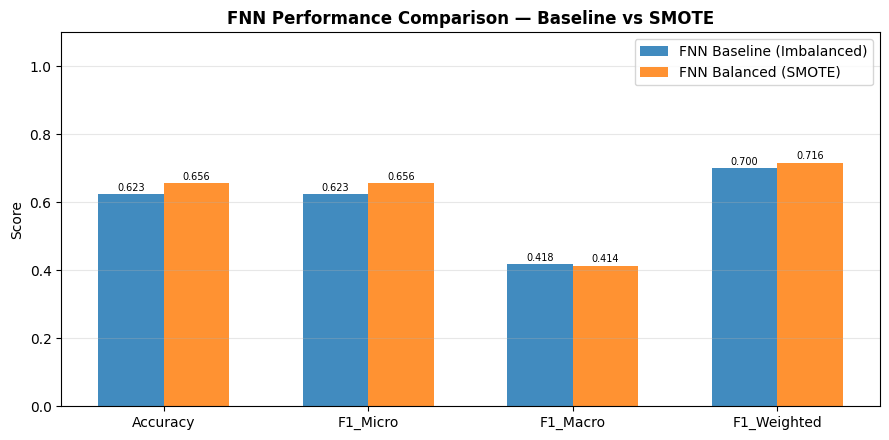 FNN Performance Comparison — Baseline vs SMOTE
FNN Baseline (Imbalanced)
FNN Balanced (SMOTE)
Score
1.0
0.8
0.6
0.4
0.2
0.0
0.623
0.656
0.623
0.656
0.418
0.414
0.700
0.716
Accuracy
F1_Micro
F1_Macro
F1_Weighted